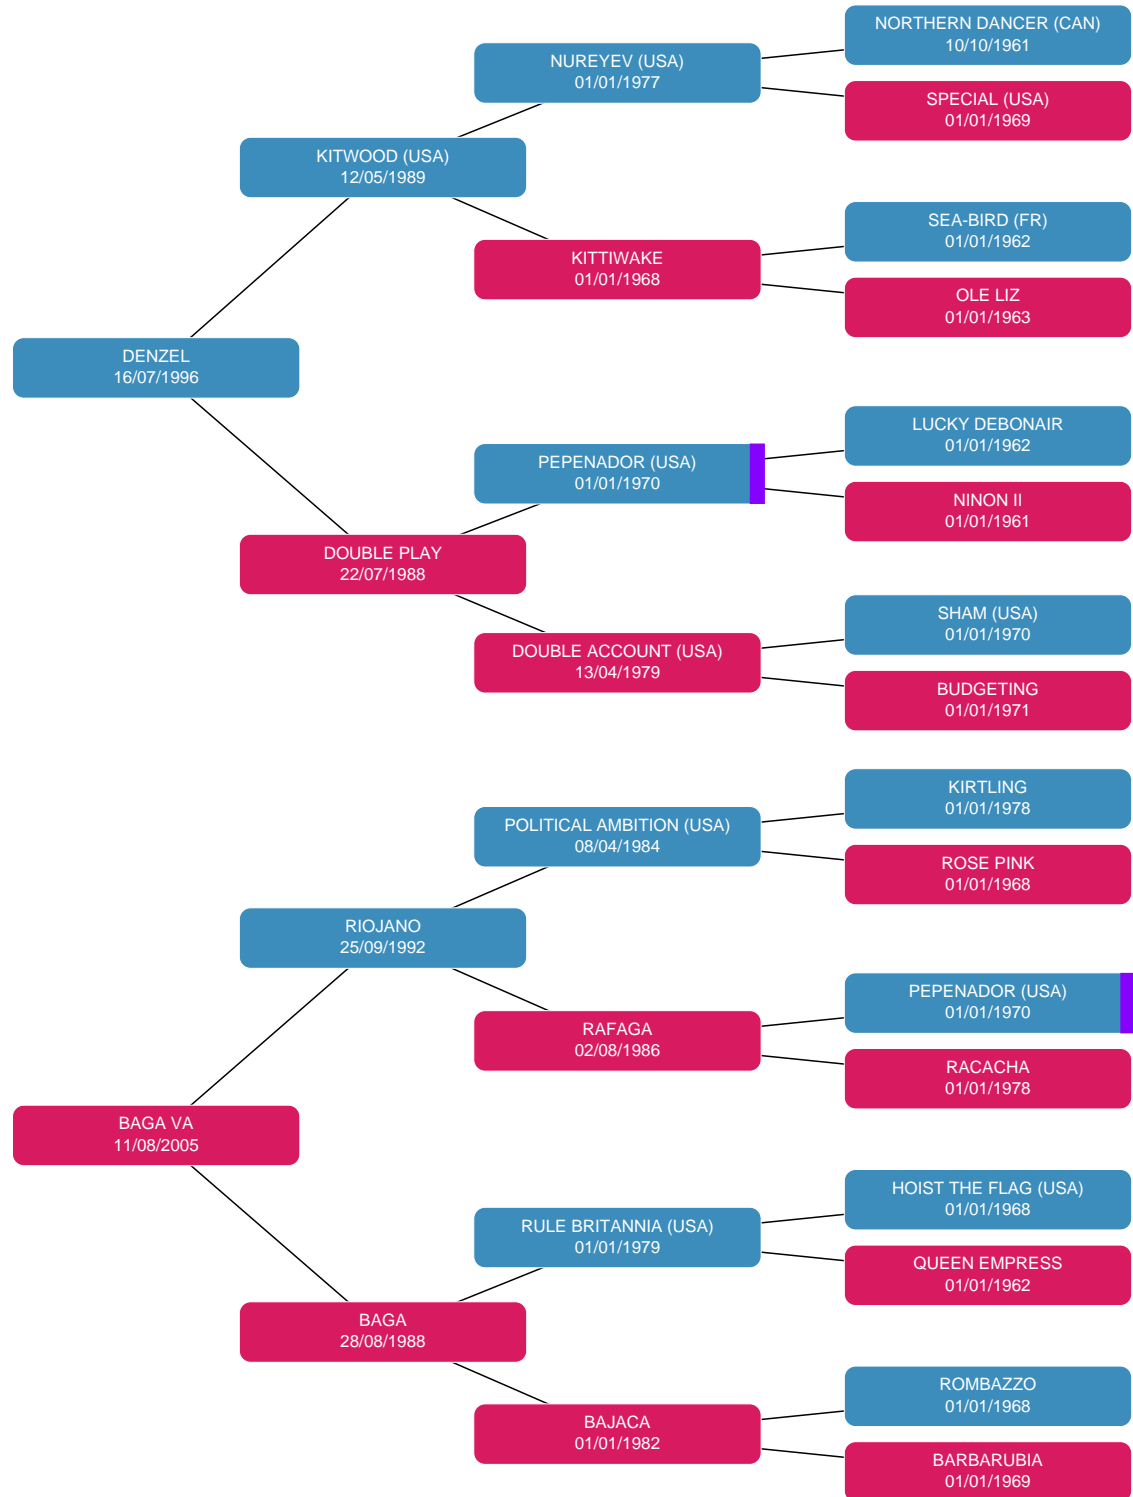 NORTHERN DANCER (CAN)
10/10/1961
NUREYEV (USA)
01/01/1977
SPECIAL (USA)
01/01/1969
KITWOOD (USA)
12/05/1989
SEA-BIRD (FR)
01/01/1962
KITTIWAKE
01/01/1968
OLE LIZ
01/01/1963
DENZEL
16/07/1996
LUCKY DEBONAIR
01/01/1962
PEPENADOR (USA)
01/01/1970
NINON II
01/01/1961
DOUBLE PLAY
22/07/1988
SHAM (USA)
01/01/1970
DOUBLE ACCOUNT (USA)
13/04/1979
BUDGETING
01/01/1971
KIRTLING
01/01/1978
POLITICAL AMBITION (USA)
08/04/1984
ROSE PINK
01/01/1968
RIOJANO
25/09/1992
PEPENADOR (USA)
01/01/1970
RAFAGA
02/08/1986
RACACHA
01/01/1978
BAGA VA
11/08/2005
HOIST THE FLAG (USA)
01/01/1968
RULE BRITANNIA (USA)
01/01/1979
QUEEN EMPRESS
01/01/1962
BAGA
28/08/1988
ROMBAZZO
01/01/1968
BAJACA
01/01/1982
BARBARUBIA
01/01/1969